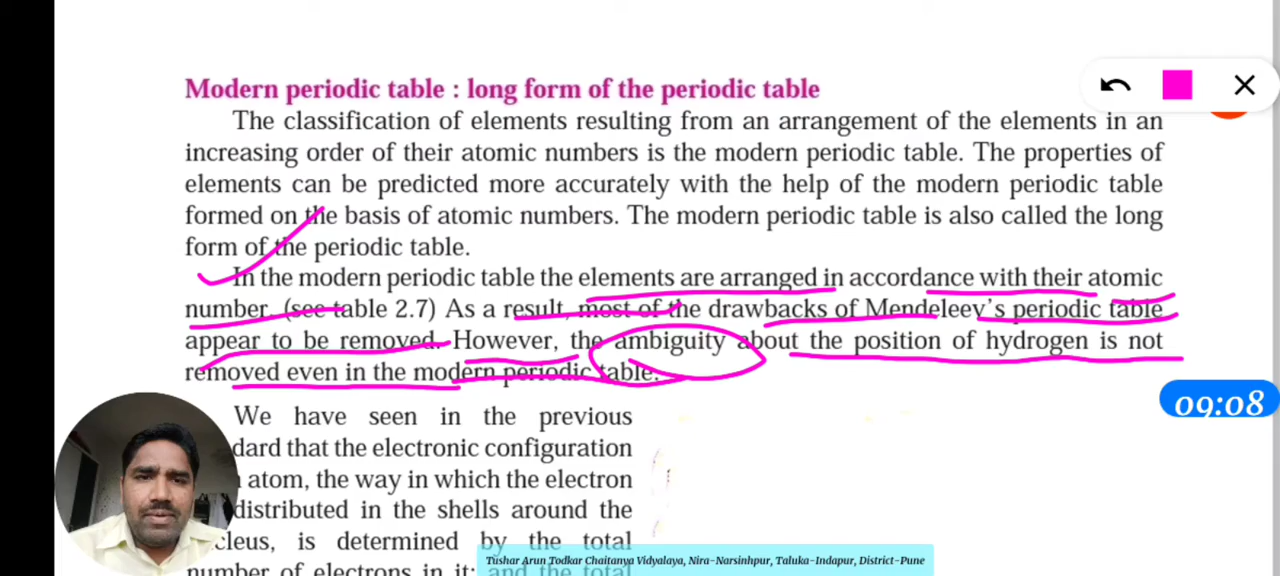 Modern periodic table : long form of the periodic table
The classification of elements resulting from an arrangement of the elements in an
increasing order of their atomic numbers is the modern periodic table. The properties of
elements can be predicted more accurately with the help of the modern periodic table
formed on the basis of atomic numbers. The modern periodic table is also called the long
form of the periodic table.
In the modern periodic table the elements are arranged in accordance with their atomic
number. (see table 2.7) As a result, most of the drawbacks of Mendeleev's periodic table
appear to be removed. However, the ambiguity about the position of hydrogen is not
removed even in the modern periodic table.
09:08
We have seen in the previous
dard that the electronic configuration
atom, the way in which the electron
distributed in the shells around the
cleus, is determined by the total
number of electrons in it; and the total
Tushar Arun Todkar Chaitanya Vidyalaya, Nira-Narsinhpur, Taluka-Indapur, District-Pune